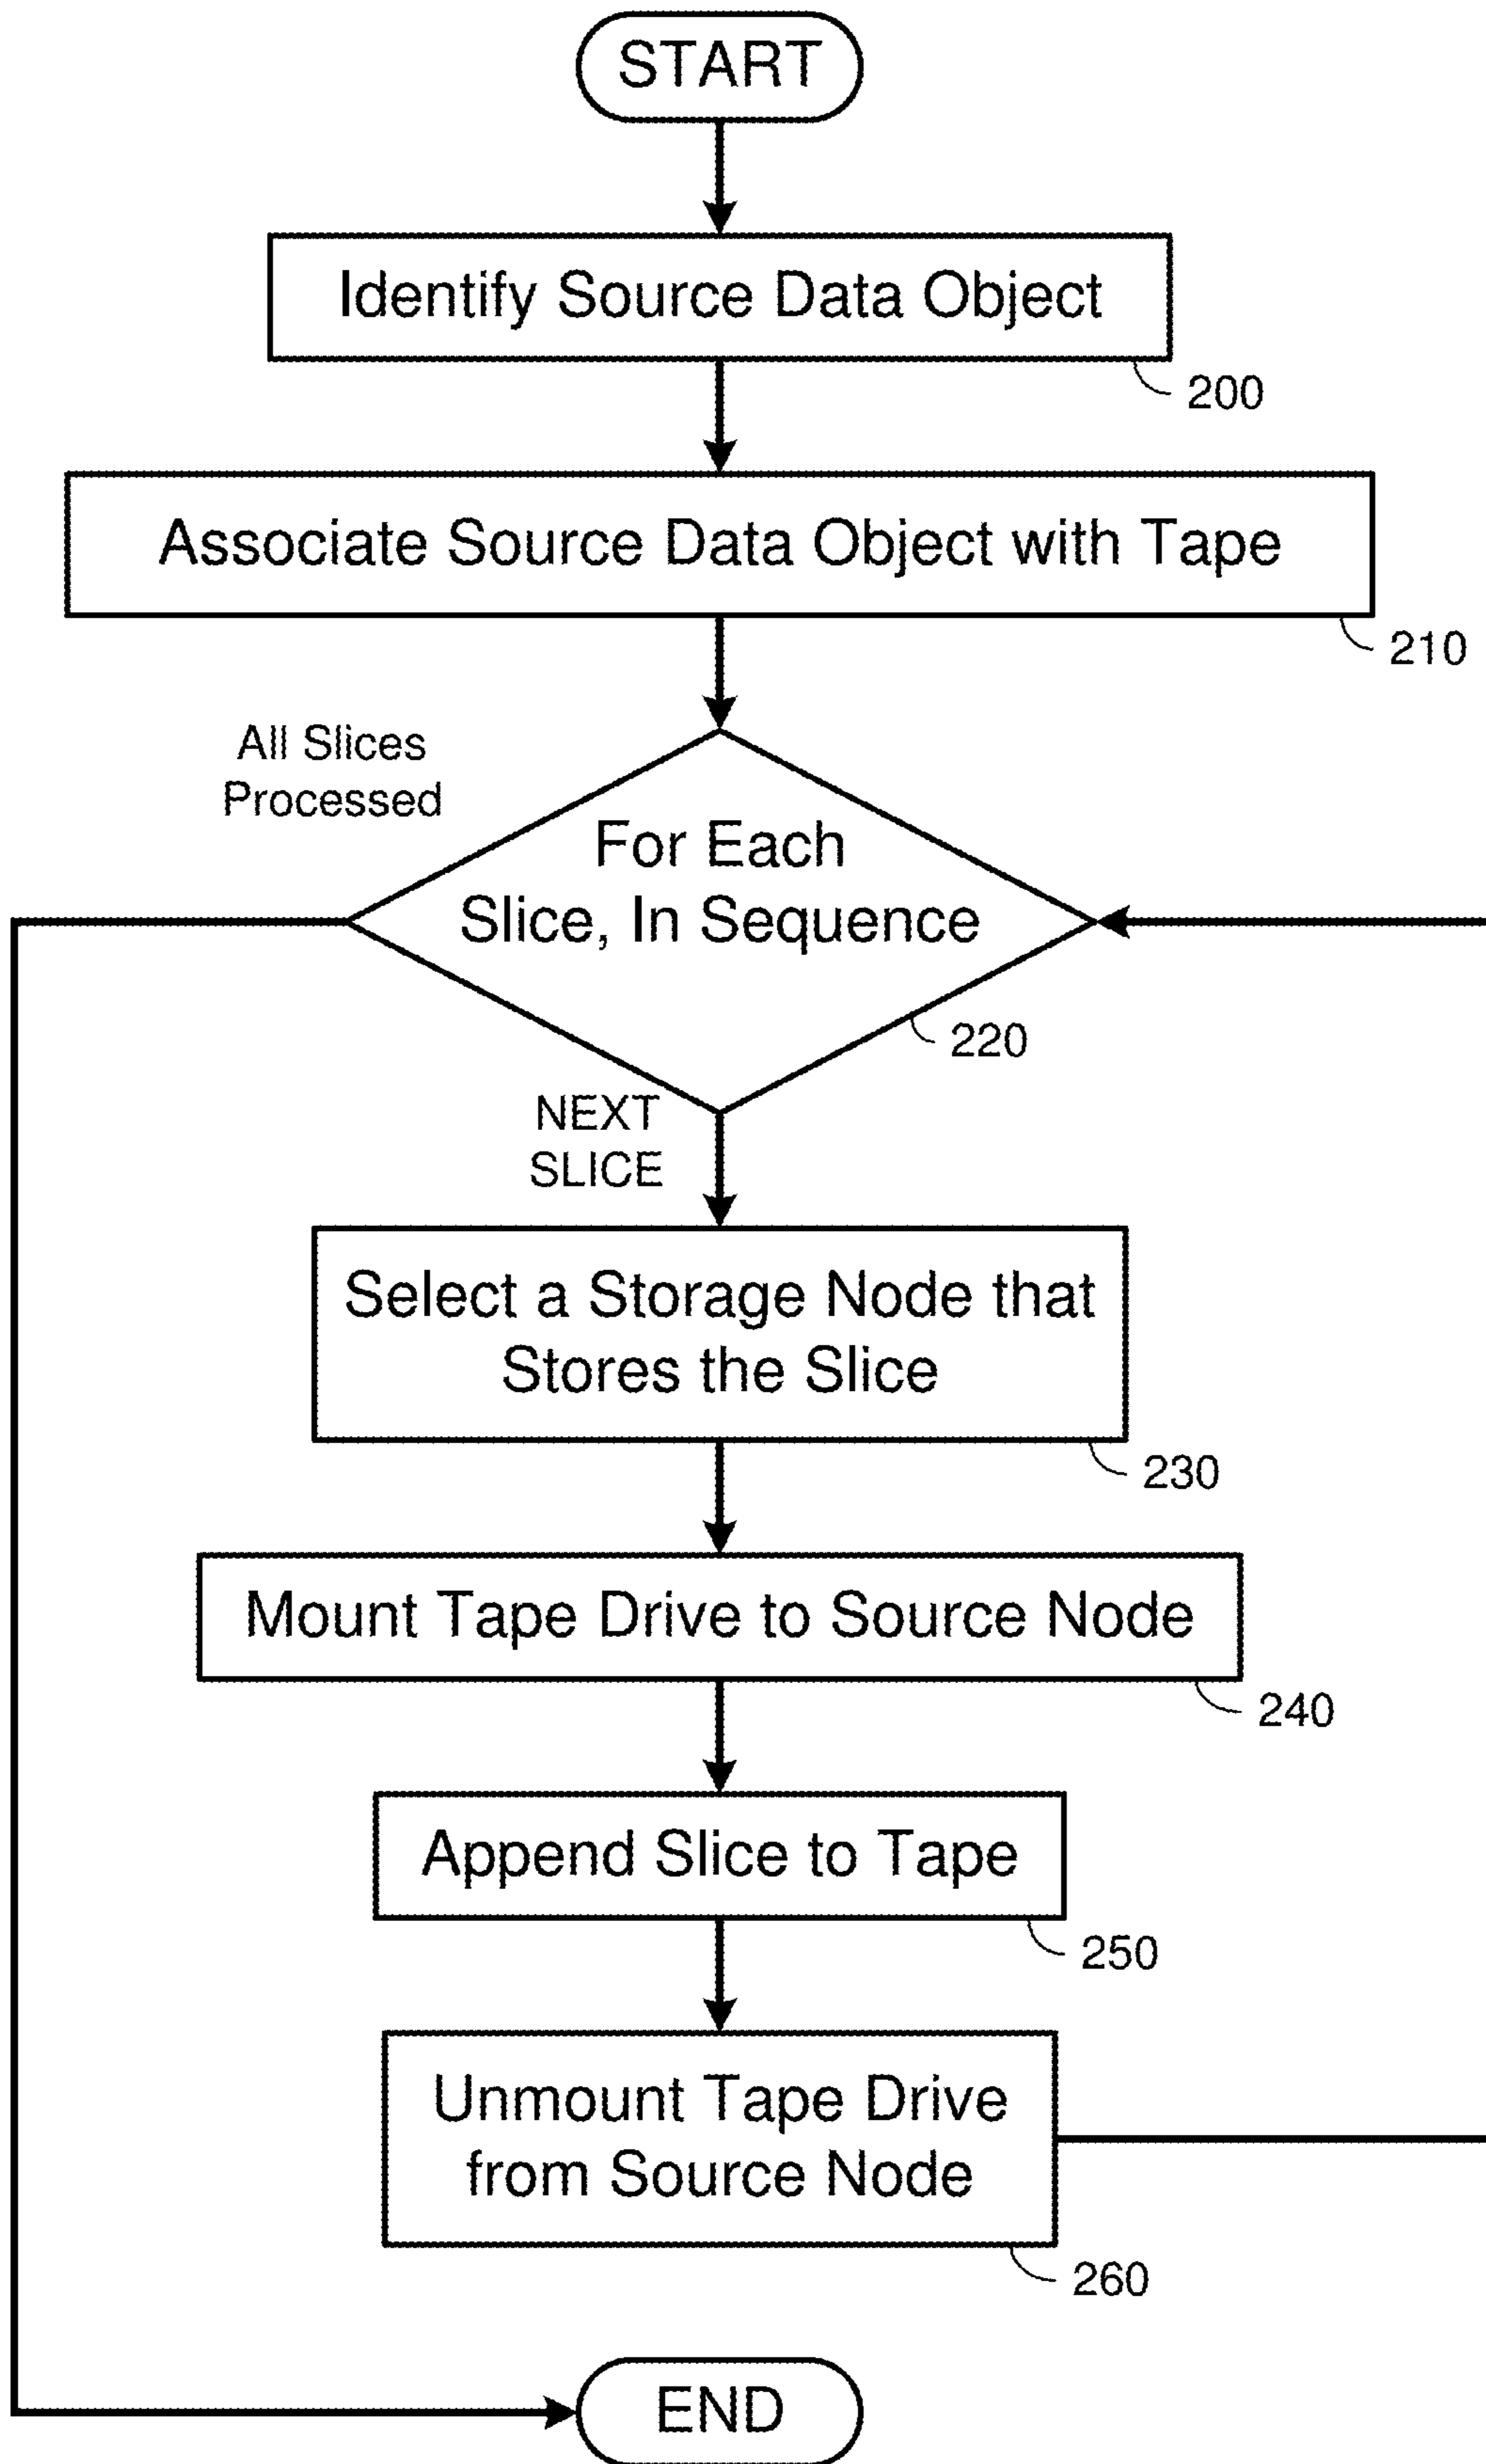 START
Identify Source Data Object
200
Associate Source Data Object with Tape
210
All Slices
Processed
For Each
Slice, In Sequence
220
NEXT
SLICE
Select a Storage Node that
Stores the Slice
230
Mount Tape Drive to Source Node
240
Append Slice to Tape
250
Unmount Tape Drive
from Source Node
260
END